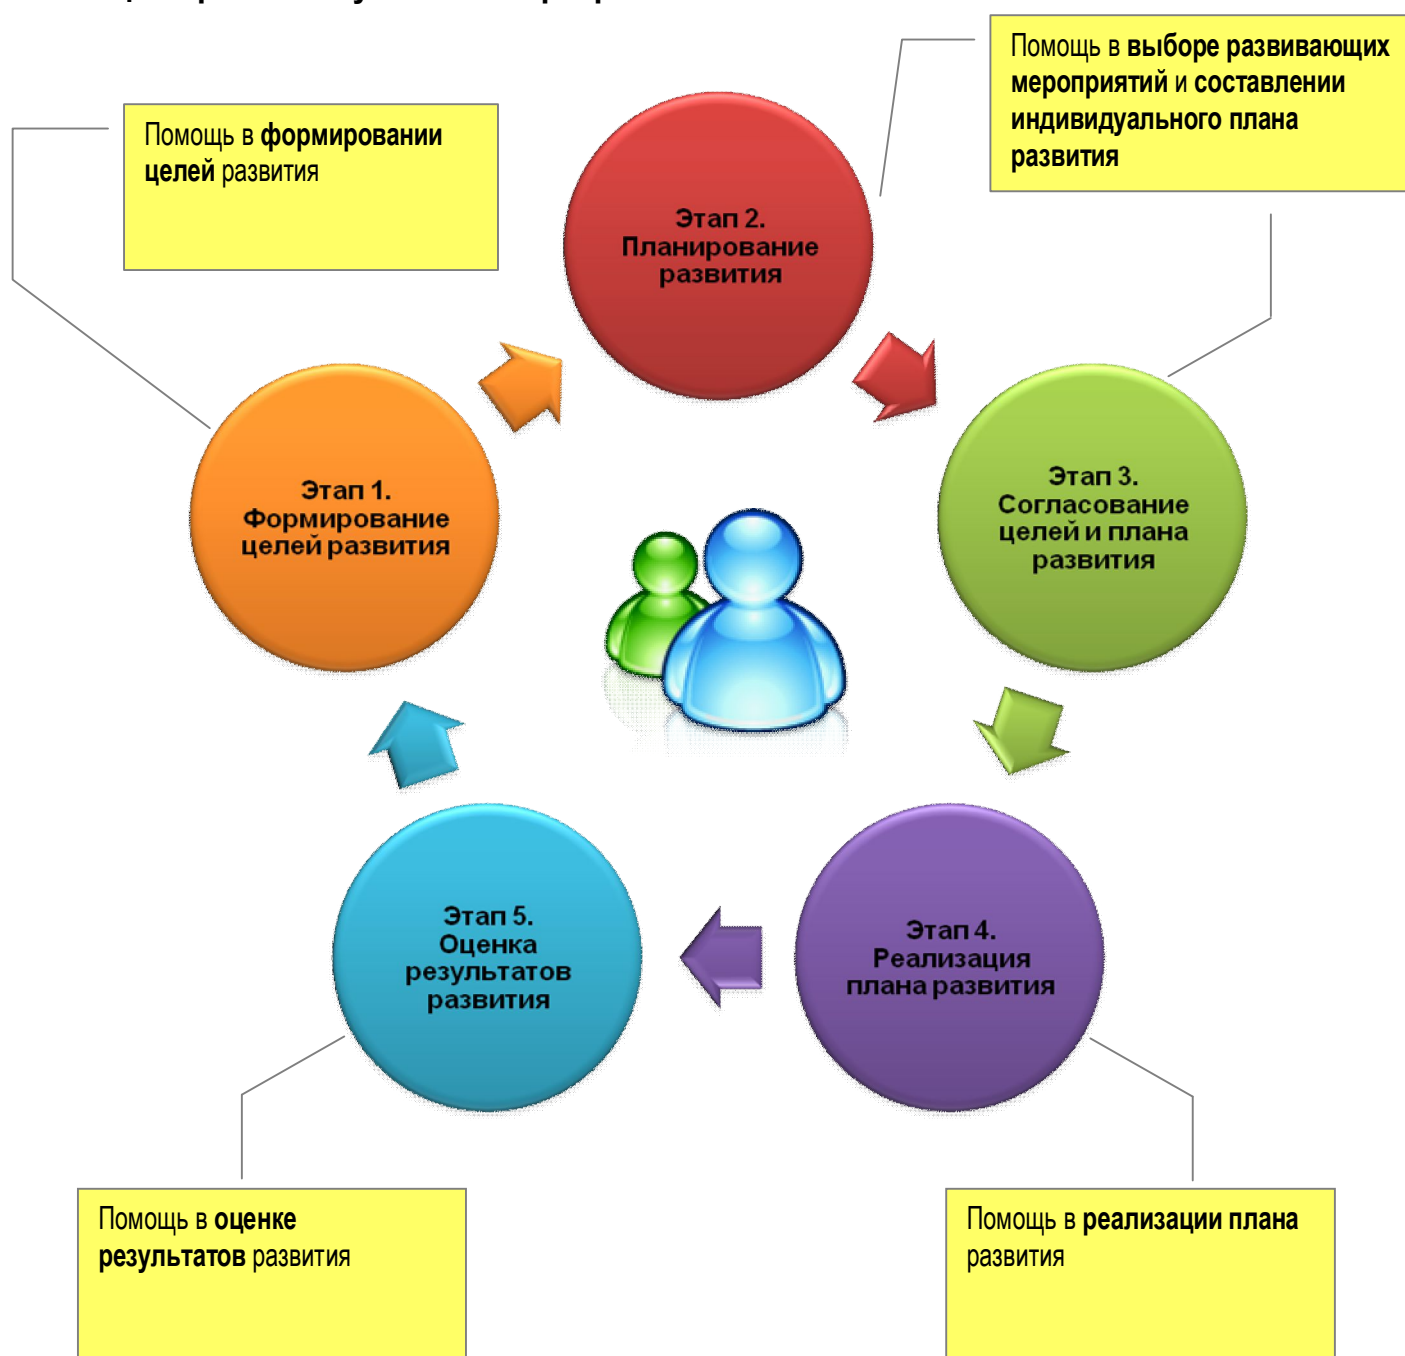 Помощь в выборе развивающих
мероприятий и составлении
индивидуального плана
развития
Помощь в формировании
целей развития
Этап 2.
Планирование
развития
Этап 1.
Формирование
целей развития
Этап 3.
Согласование
целей и плана
развития
Этап 5.
Оценка
результатов
развития
Этап 4.
Реализация
плана развития
Помощь в оценке
результатов развития
Помощь в реализации плана
развития